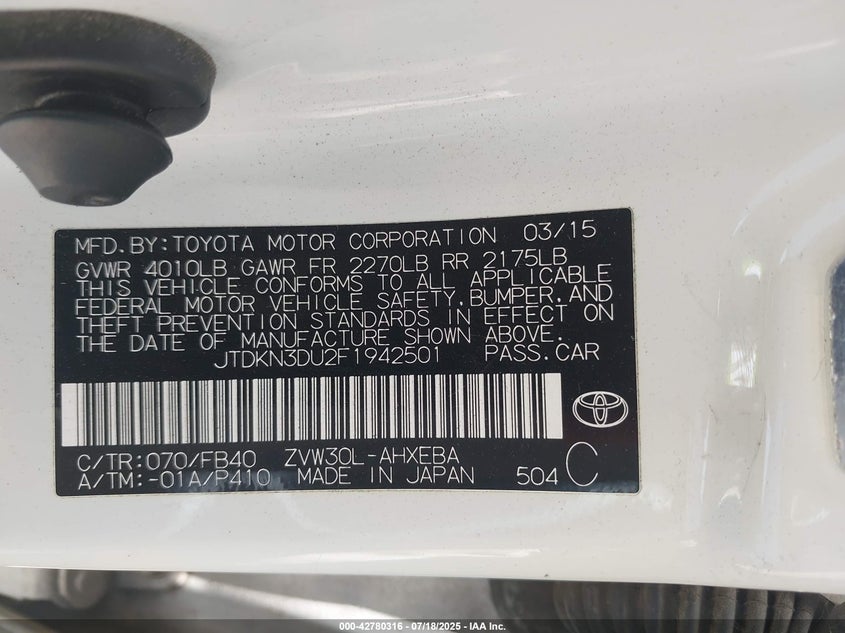 MFD. BY: TOYOTA MOTOR CORPORATION 03/15
GVWR 4010LB GAWR FR 2270LB RR 2175LB
THIS VEHICLE CONFORMS TO ALL APPLICABLE
FEDERAL MOTOR VEHICLE SAFETY, BUMPER, AND
THEFT PREVENTION STANDARDS IN EFFECT ON
THE DATE OF MANUFACTURE SHOWN ABOVE.
JTDKN3DU2F1942501 PASS. CAR
C/TR: 070/FB40 ZVW30L-AHXEBA
A/TM: -01A/P410 MADE IN JAPAN 504 C
000-42780316 - 07/18/2025 - IAA Inc.